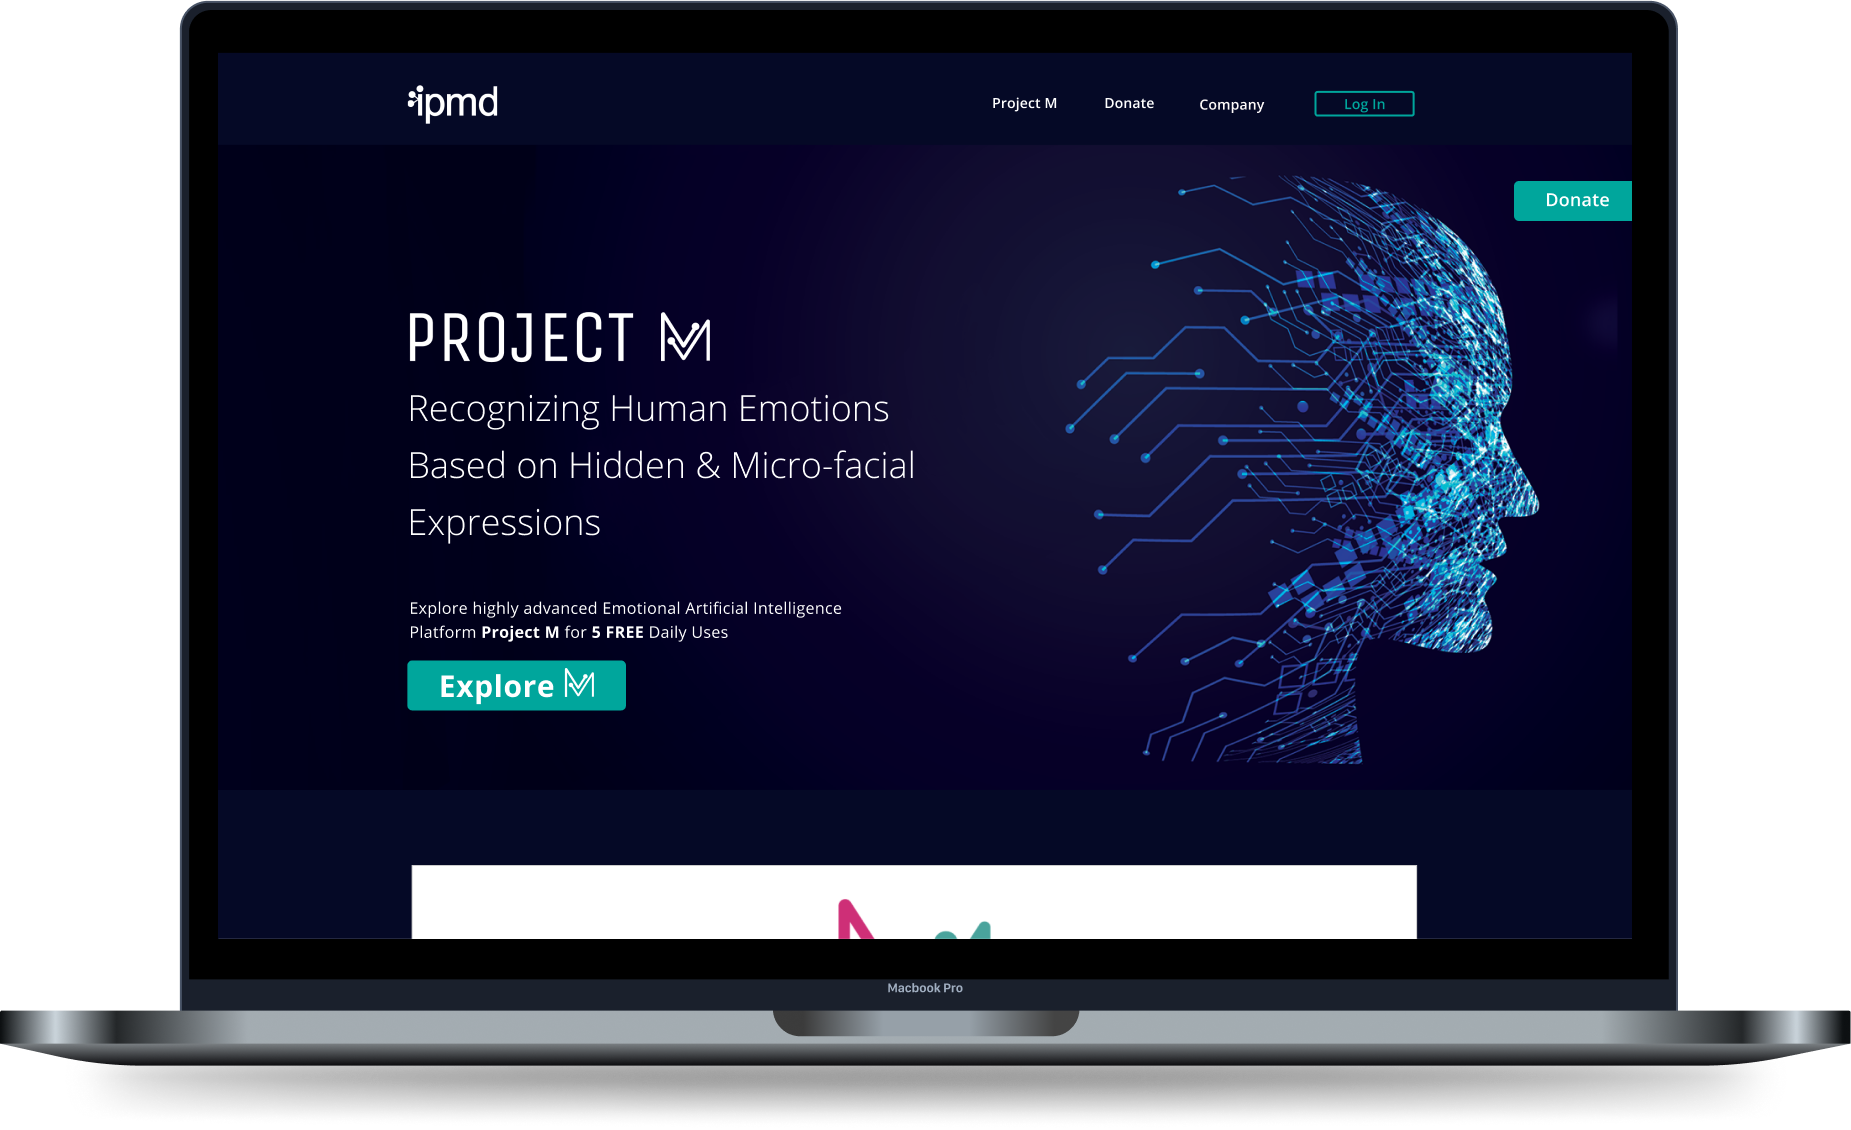 ipmd
Project M
Donate
Company
Log In
Donate
PROJECT M
Recognizing Human Emotions
Based on Hidden & Micro-facial
Expressions
Explore highly advanced Emotional Artificial Intelligence
Platform Project M for 5 FREE Daily Uses
Explore M
Macbook Pro